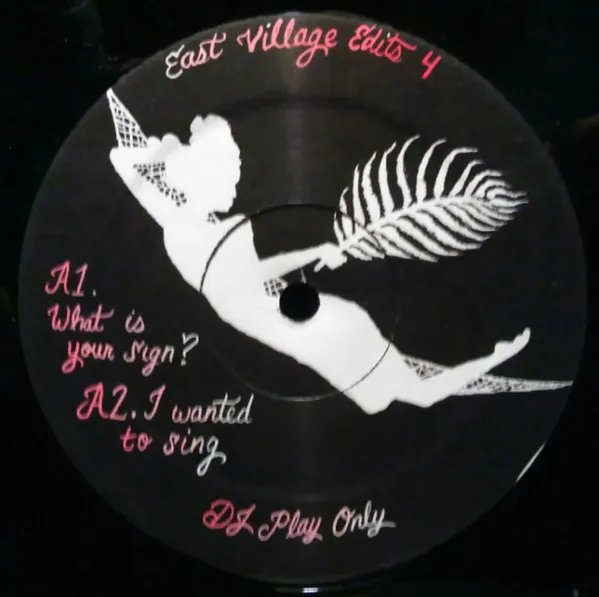 East Village Edits 4
A1.
What is
your sign?
A2. I wanted
to sing
DJ Play Only